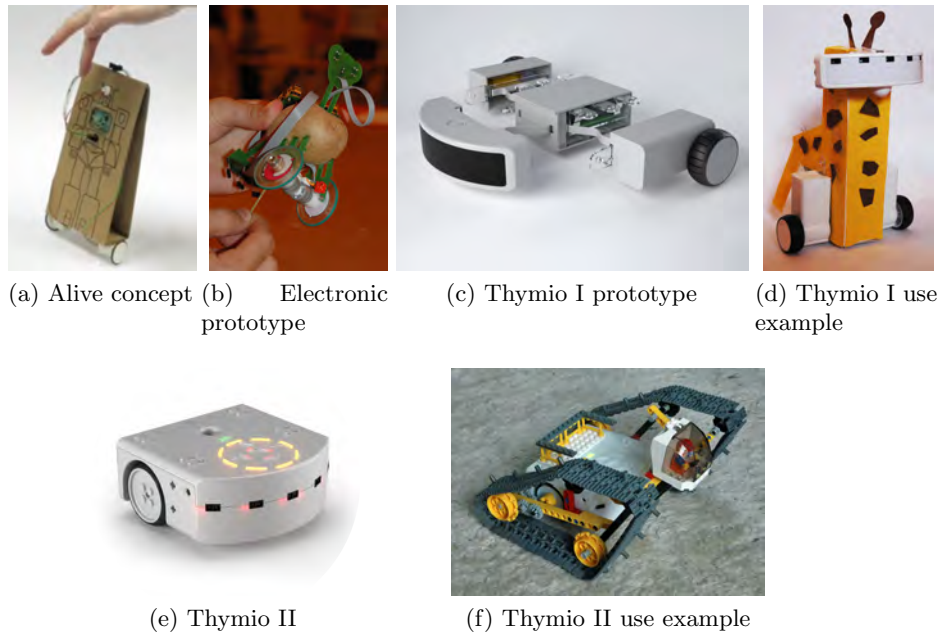 (a) Alive concept
(b) Electronic
prototype
(c) Thymio I prototype
(d) Thymio I use
example
(e) Thymio II
(f) Thymio II use example